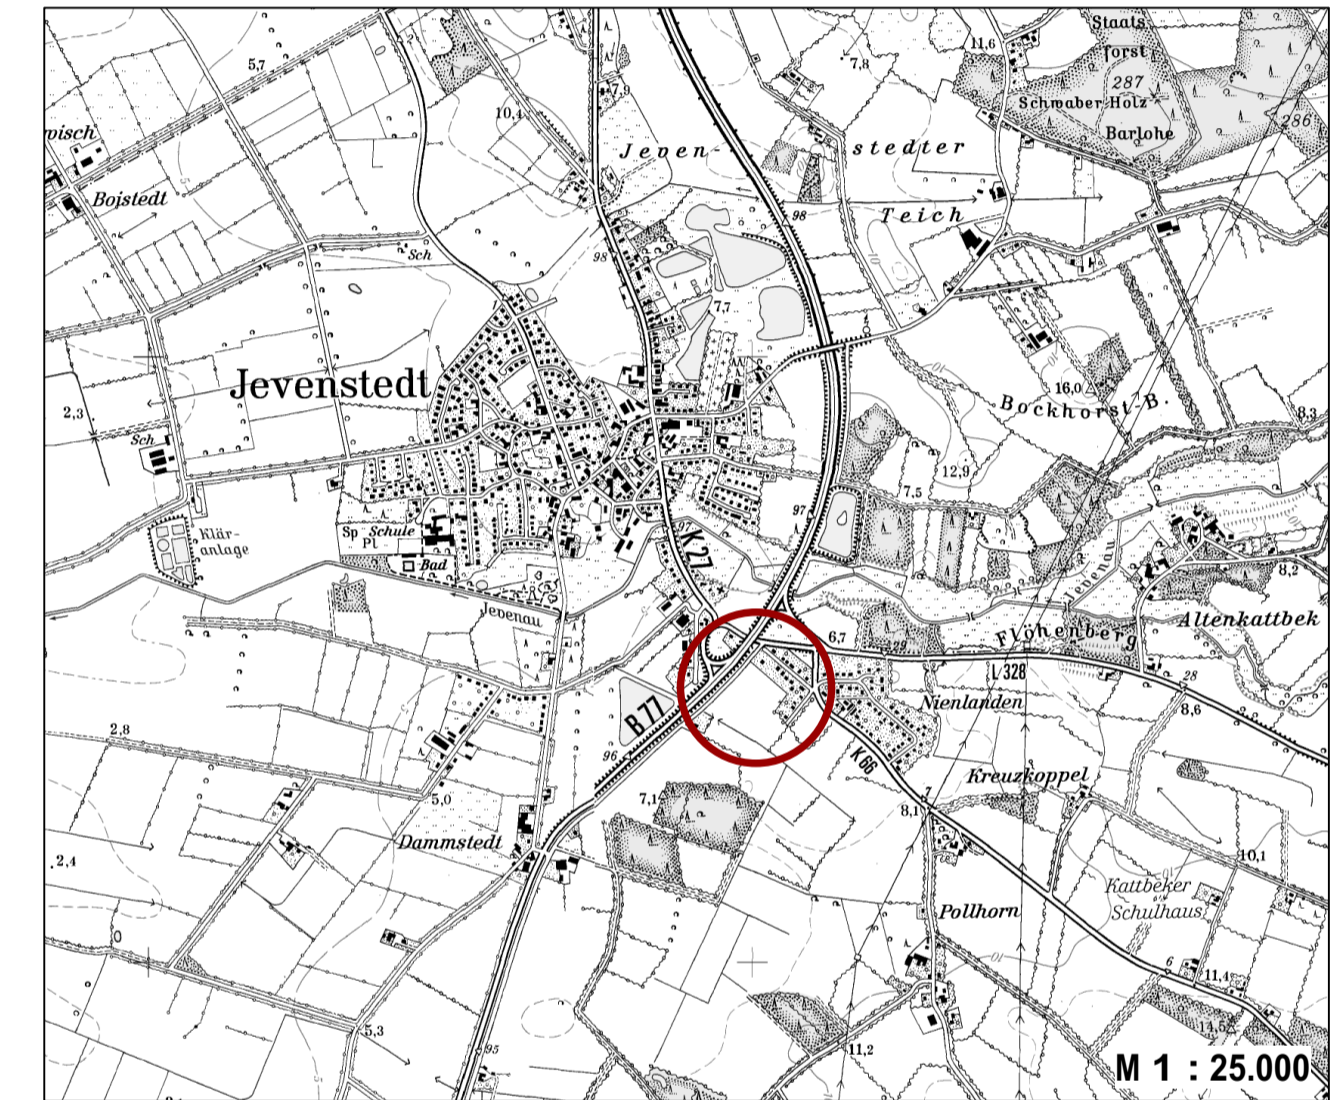 Staats
forst
11,6
7,8
287
5,7
7,9
Schwaber Holz
10,4
286
Barlohe
Jeven-
stedter
Bojstedt
Teich
98
98
Sch
7,7
Jevenstedt
16,0
Bockhorst-B.
2,3
8,3
Sch
12,9
7,5
97
Sp
Schule
Pl
Klär-
anlage
K 27
Bad
8,2
Jevenau
Jevenau
6,7
29
Flöhenberg
Altenkattbek
L 328
28
Nienlanden
8,6
B 77
2,8
96
K 66
Kreuzkoppel
7
5,0
7,1
8,1
Dammstedt
10,1
2,4
Kattbeker
Schulhaus
Pollhorn
6
11,4
5,3
14,5
95
11,2
M 1 : 25.000